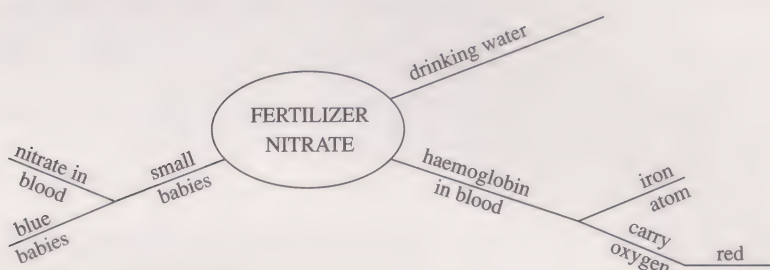 drinking water
FERTILIZER
NITRATE
nitrate in
blood
small
babies
blue
babies
haemoglobin
in blood
iron
atom
carry
oxygen
red